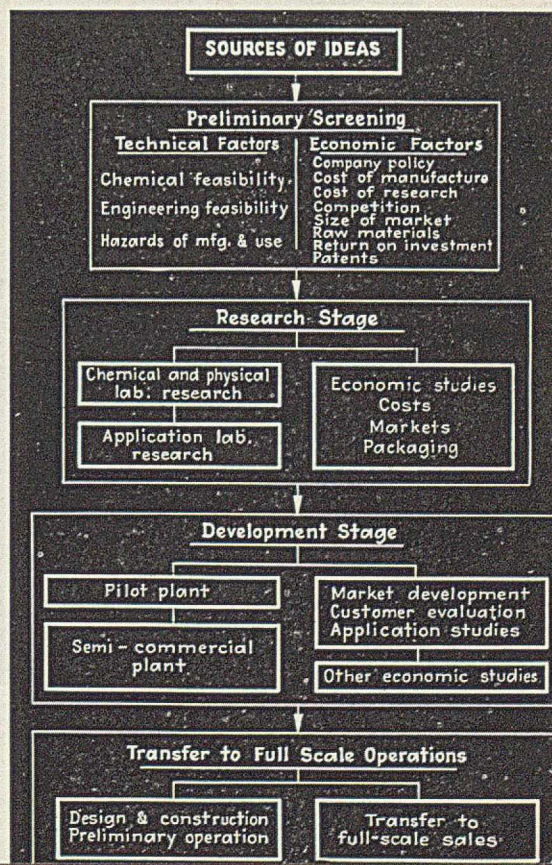 SOURCES OF IDEAS
Preliminary Screening
Technical Factors
Chemical feasibility
Engineering feasibility
Hazards of mfg. & use
Economic Factors
Company policy
Cost of manufacture
Cost of research
Competition
Size of market
Raw materials
Return on investment
Patents
Research Stage
Chemical and physical
lab. research
Application lab.
research
Economic studies
Costs
Markets
Packaging
Development Stage
Pilot plant
Semi-commercial
plant
Market development
Customer evaluation
Application studies
Other economic studies
Transfer to Full Scale Operations
Design & construction
Preliminary operation
Transfer to
full-scale sales